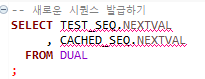 -- 새로운 시퀀스 발급하기
SELECT TEST_SEQ.NEXTVAL
, CACHED_SEQ.NEXTVAL
FROM DUAL
;